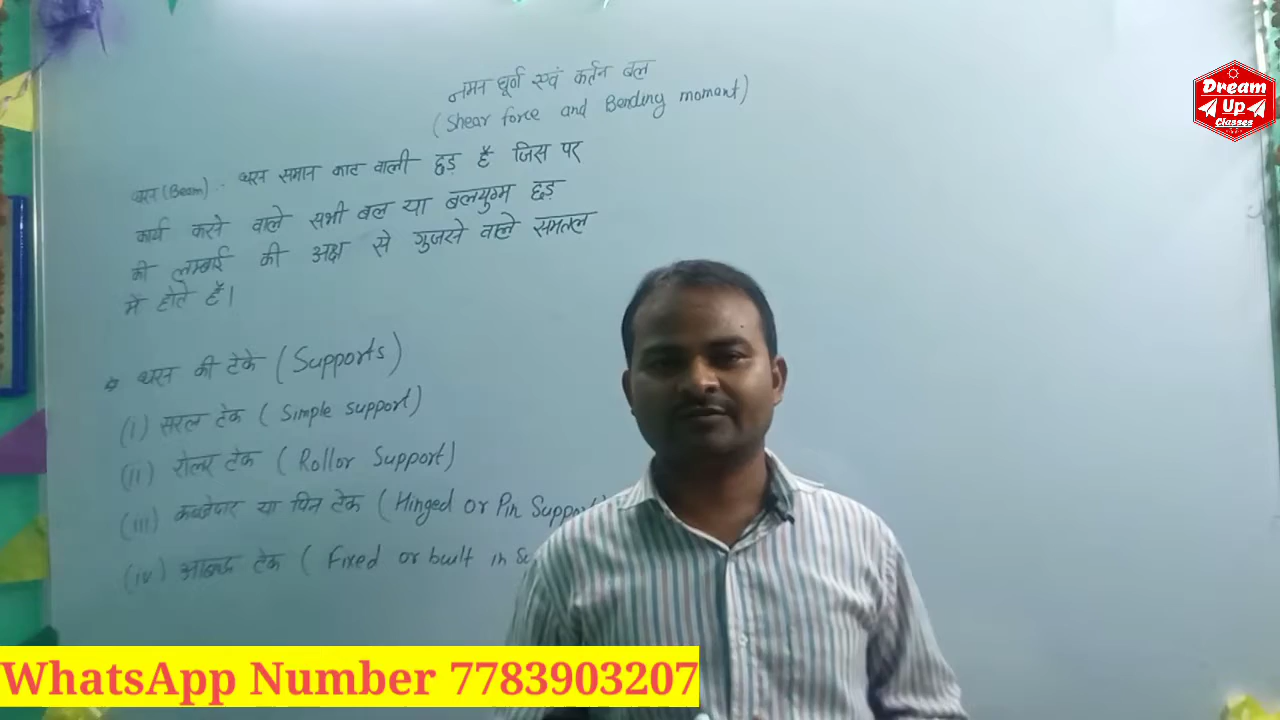 नमन घूर्ण एवं कर्तन बल
(Shear force and Bending moment)
धरन (Beam) :- धरन समान काट वाली छड़ है जिस पर
कार्य करने वाले सभी बल या बलयुग्म छड़
की लम्बाई की अक्ष से गुजरने वाले समतल
में होते हैं।
धरन की टेके (Supports)
(i) सरल टेक (Simple support)
(ii) रोलर टेक (Rollor Support)
(iii) कब्जेदार या पिन टेक (Hinged or Pin Support)
(iv) आबद्ध टेक (Fixed or built in
Dream
Up
Classes
WhatsApp Number 7783903207